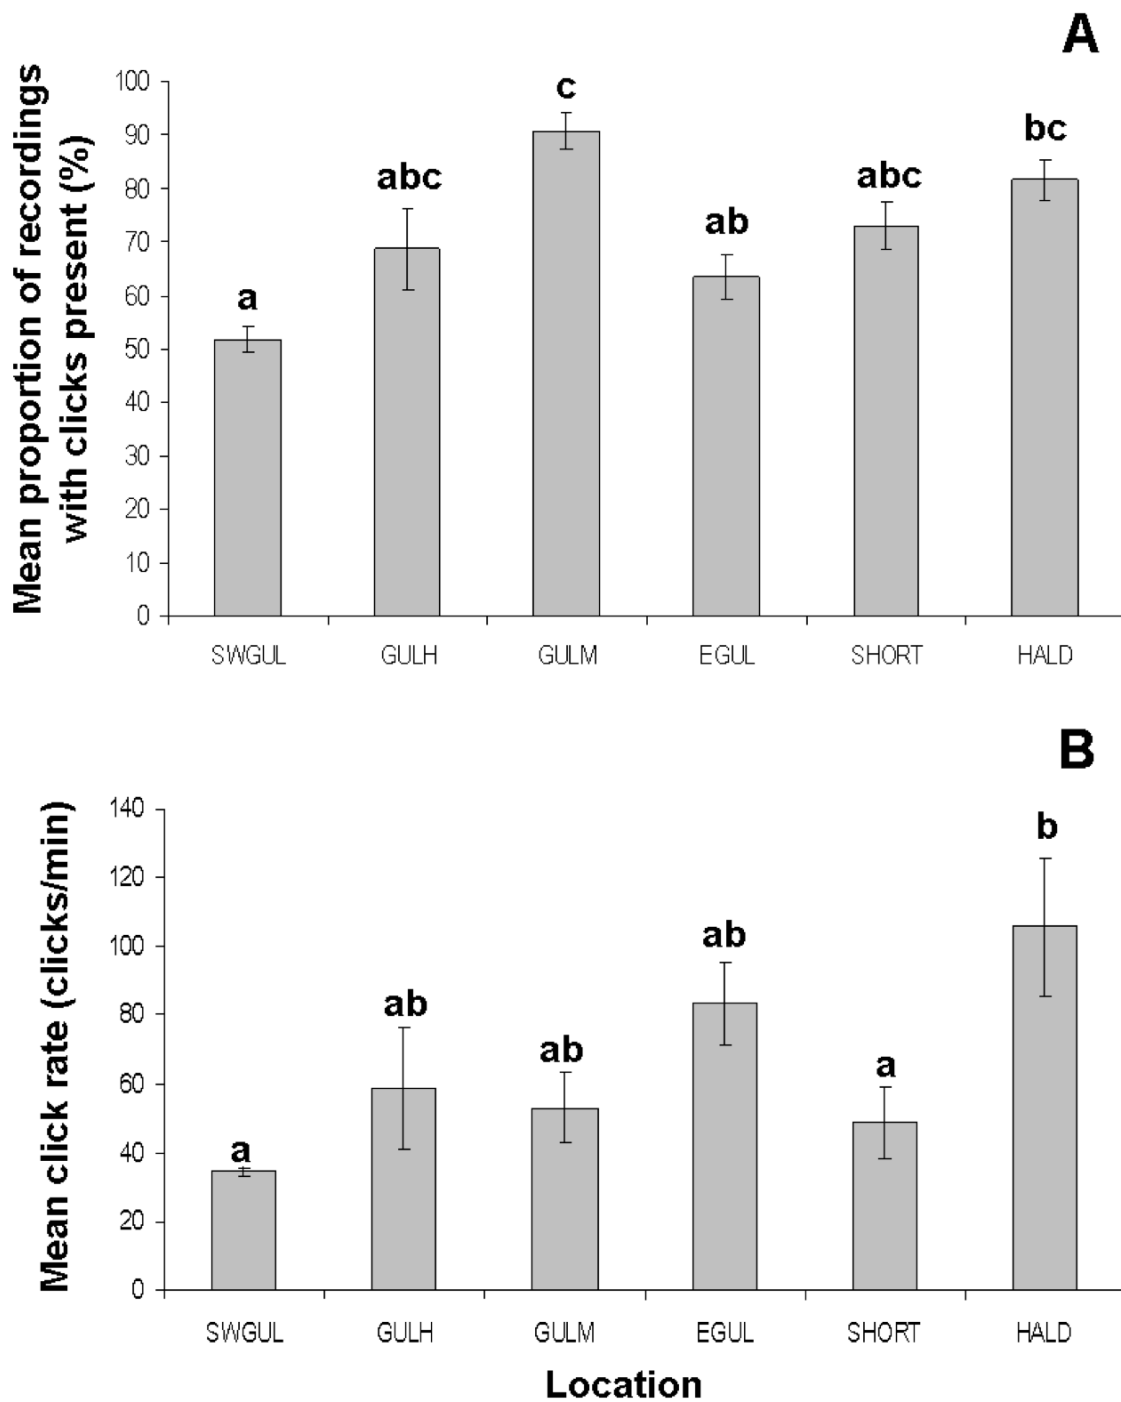 A
Mean proportion of recordings
with clicks present (%)
100
90
80
70
60
50
40
30
20
10
0
a
abc
c
ab
abc
bc
SWGUL GULH GULM EGUL SHORT HALD
B
Mean click rate (clicks/min)
140
120
100
80
60
40
20
0
a
ab
ab
ab
a
b
SWGUL GULH GULM EGUL SHORT HALD
Location